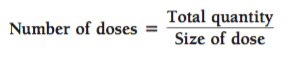 Number of doses = Total quantity
Size of dose